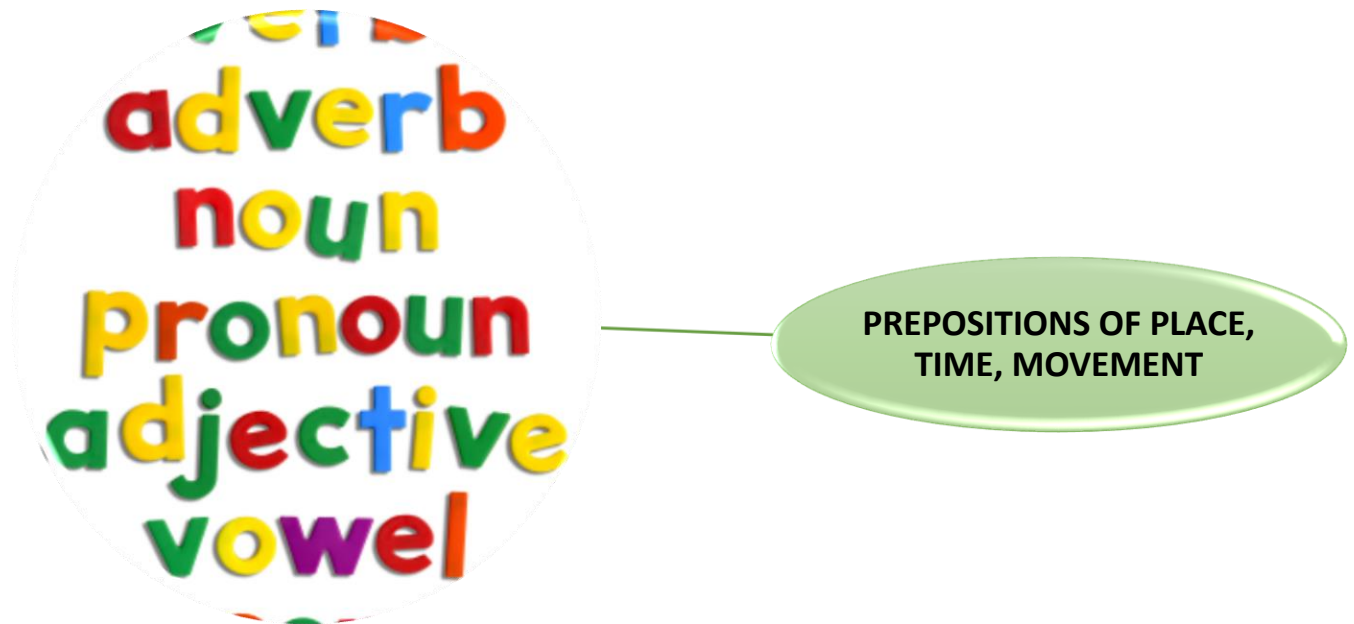 adverb
noun
pronoun
adjective
vowel
PREPOSITIONS OF PLACE,
TIME, MOVEMENT